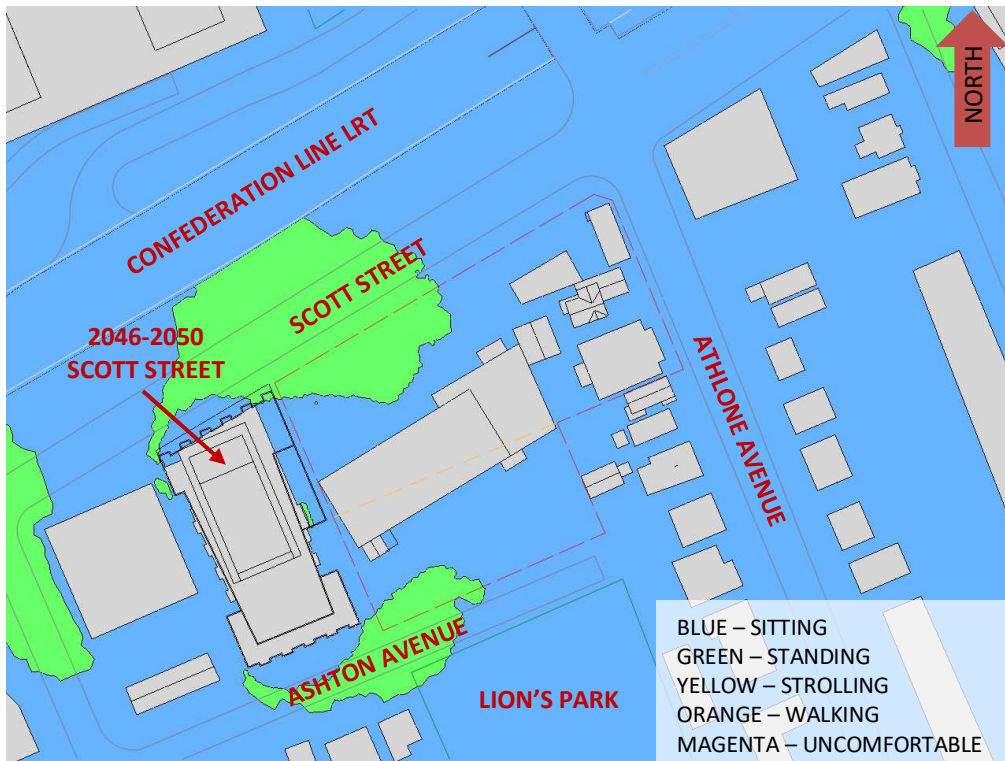 NORTH
CONFEDERATION LINE LRT
SCOTT STREET
2046-2050
SCOTT STREET
ATHLONE AVENUE
ASHTON AVENUE
LION'S PARK
BLUE – SITTING
GREEN – STANDING
YELLOW – STROLLING
ORANGE – WALKING
MAGENTA – UNCOMFORTABLE